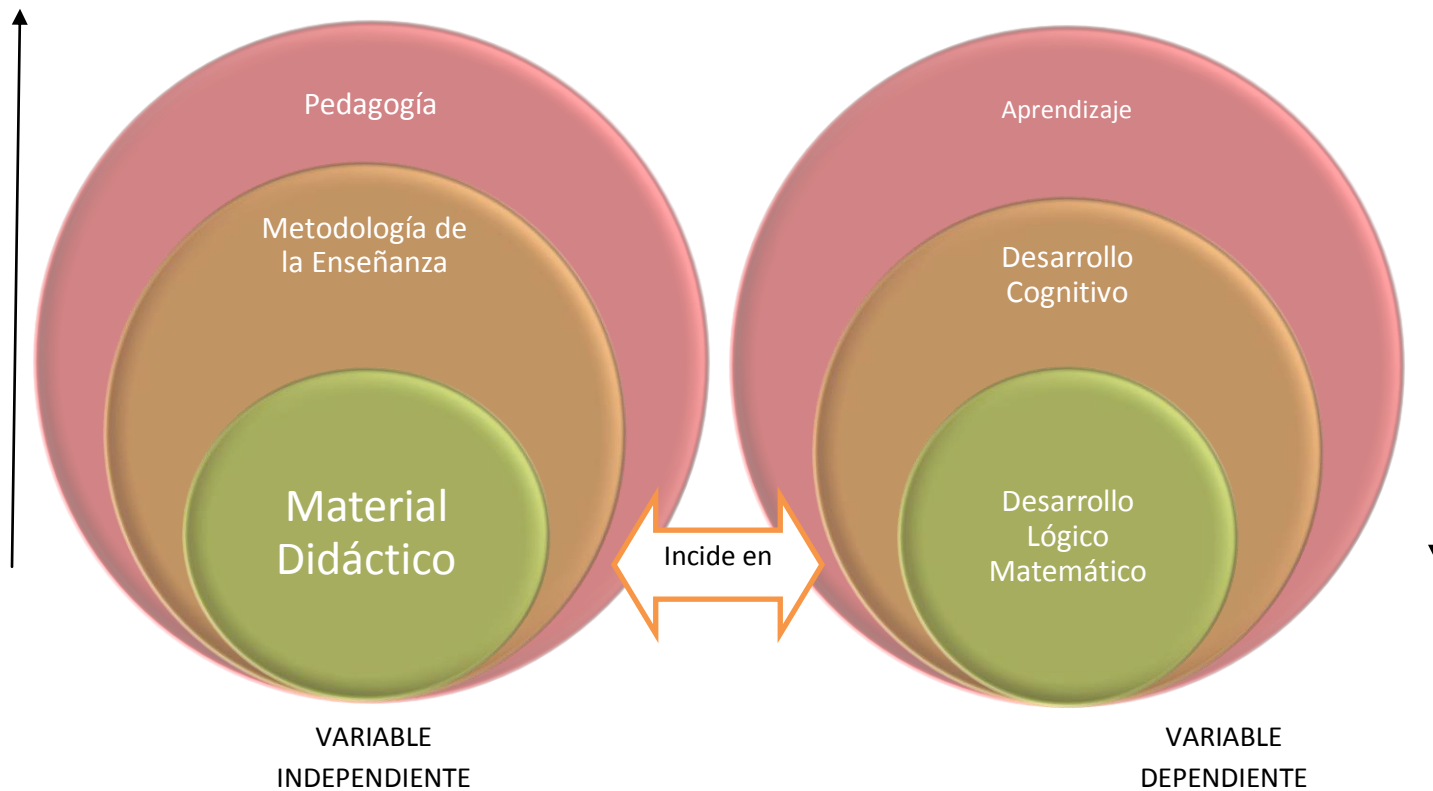 Pedagogía
Metodología de
la Enseñanza
Material
Didáctico
Incide en
Aprendizaje
Desarrollo
Cognitivo
Desarrollo
Lógico
Matemático
VARIABLE
INDEPENDIENTE
VARIABLE
DEPENDIENTE